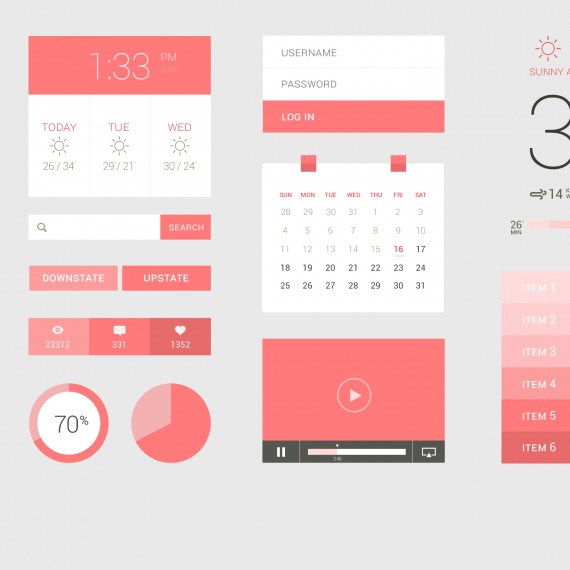 1:33 PM
AM
TODAY TUE WED
26°/ 34° 29°/ 21° 30°/ 24°
SEARCH
DOWNSTATE UPSTATE
22312 331 1352
70%
USERNAME
PASSWORD
LOG IN
SUN MON TUE WED THU FRI SAT
28 29 30 31 1 2 3
4 5 6 7 8 9 10
11 12 13 14 15 16 17
18 19 20 21 22 23 24
25 26 27 28 29 30 31
SUNNY A
3
14
26°
MIN
ITEM 1
ITEM 2
ITEM 3
ITEM 4
ITEM 5
ITEM 6